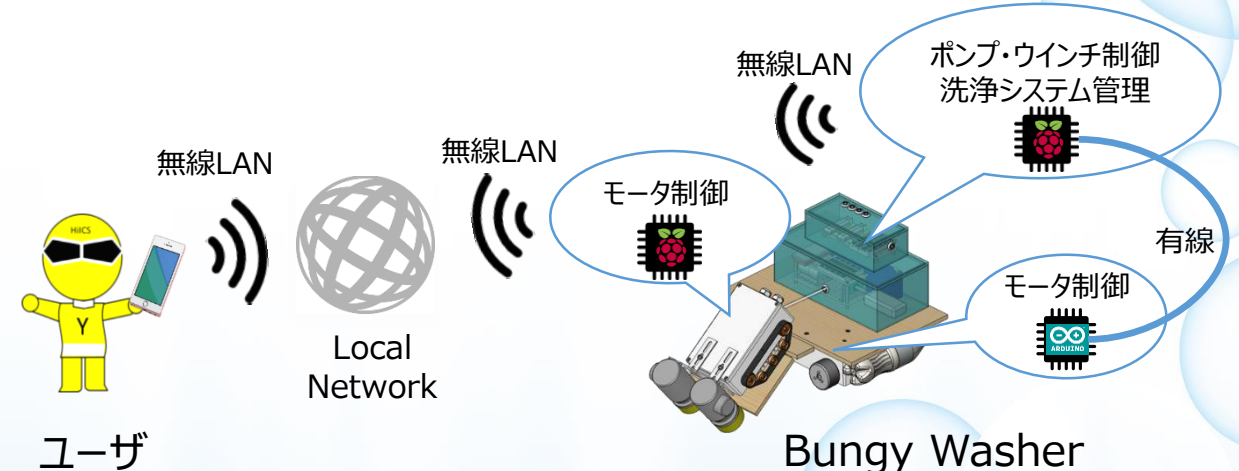 無線LAN
ポンプ・ウインチ制御
洗浄システム管理
無線LAN
無線LAN
モータ制御
有線
モータ制御
ARDUINO
HiICS
Y
Local
Network
ユーザ
Bungy Washer